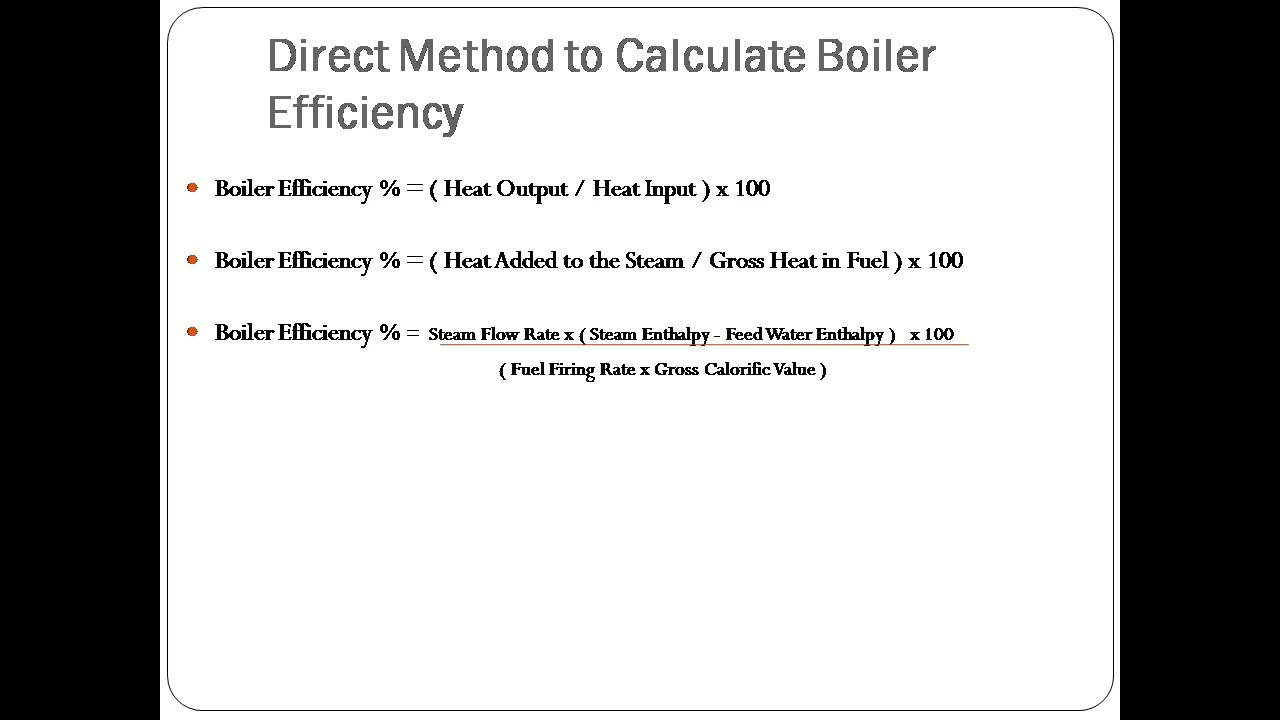 Direct Method to Calculate Boiler
Efficiency
Boiler Efficiency % = ( Heat Output / Heat Input ) x 100
Boiler Efficiency % = ( Heat Added to the Steam / Gross Heat in Fuel ) x 100
Boiler Efficiency % = Steam Flow Rate x ( Steam Enthalpy - Feed Water Enthalpy ) x 100
( Fuel Firing Rate x Gross Calorific Value )